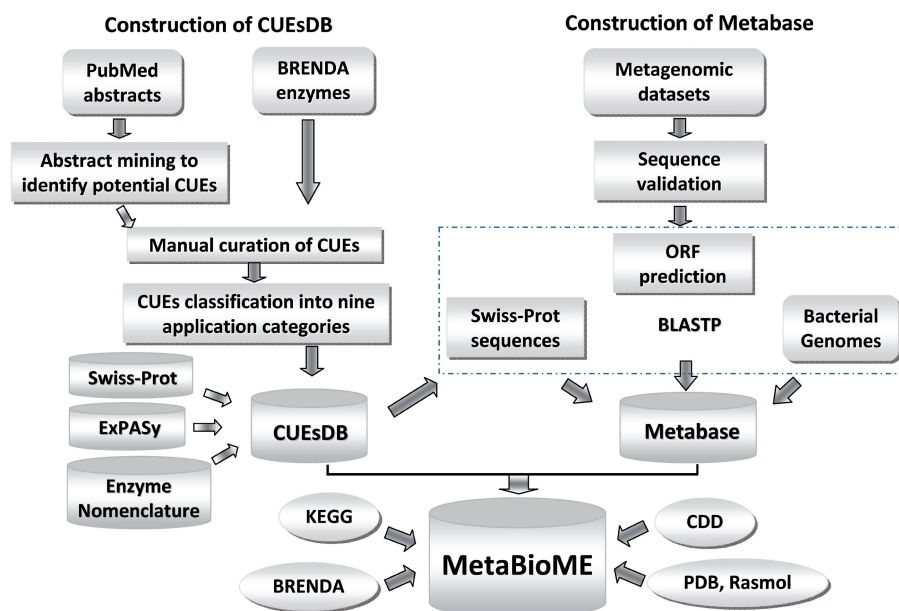 Construction of CUEsDB
PubMed
abstracts
BRENDA
enzymes
Abstract mining to
identify potential CUEs
Manual curation of CUEs
CUEs classification into nine
application categories
Swiss-Prot
ExPASy
Enzyme
Nomenclature
CUEsDB
Construction of Metabase
Metagenomic
datasets
Sequence
validation
ORF
prediction
Swiss-Prot
sequences
BLASTP
Bacterial
Genomes
Metabase
KEGG
BRENDA
MetaBioME
CDD
PDB, Rasmol